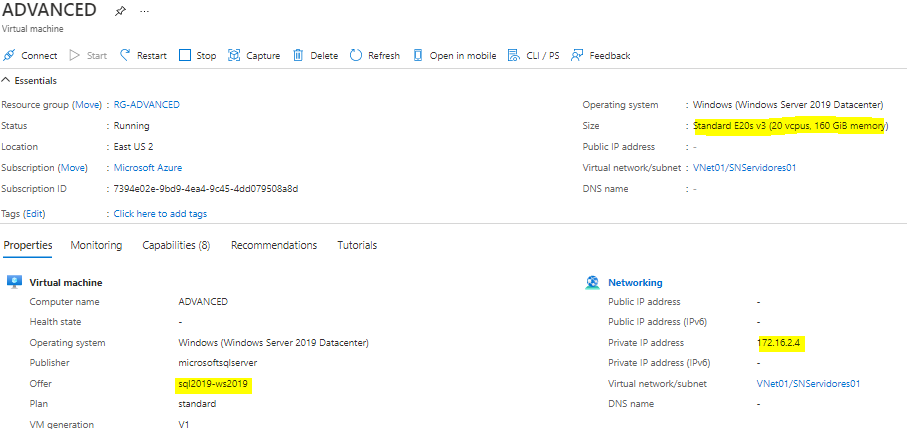 ADVANCED
Virtual machine
Connect Start Restart Stop Capture Delete Refresh Open in mobile CLI / PS Feedback
Essentials
Resource group (Move) : RG-ADVANCED
Status : Running
Location : East US 2
Subscription (Move) : Microsoft Azure
Subscription ID : 7394e02e-9bd9-4ea4-9c45-4dd079508a8d
Tags (Edit) : Click here to add tags
Operating system : Windows (Windows Server 2019 Datacenter)
Size : Standard E20s v3 (20 vcpus, 160 GiB memory)
Public IP address : -
Virtual network/subnet : VNet01/SNServidores01
DNS name : -
Properties Monitoring Capabilities (8) Recommendations Tutorials
Virtual machine
Computer name ADVANCED
Health state -
Operating system Windows (Windows Server 2019 Datacenter)
Publisher microsoftsqlserver
Offer sql2019-ws2019
Plan standard
VM generation V1
Networking
Public IP address -
Public IP address (IPv6) -
Private IP address 172.16.2.4
Private IP address (IPv6) -
Virtual network/subnet VNet01/SNServidores01
DNS name -